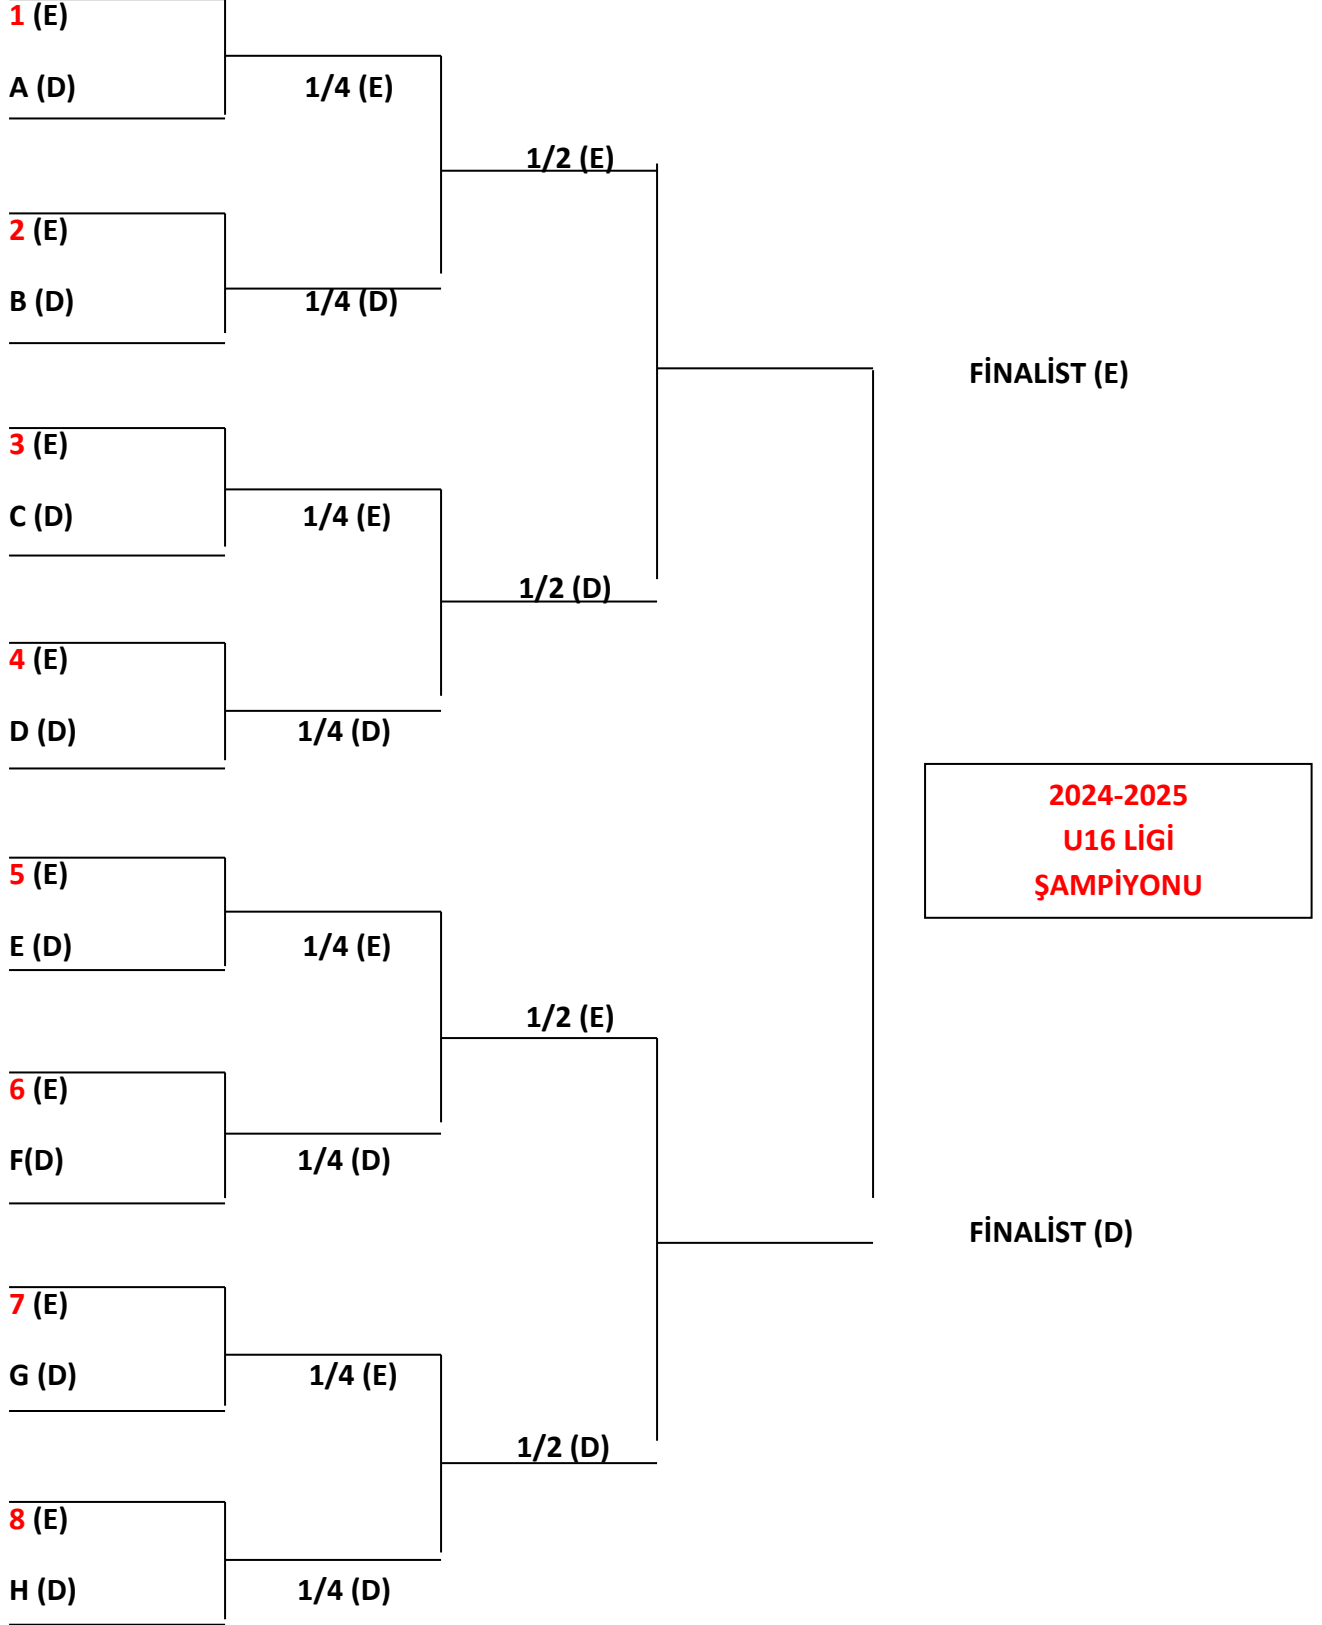 1 (E)
A (D)
1/4 (E)
1/2 (E)
2 (E)
B (D)
1/4 (D)
FİNALİST (E)
3 (E)
C (D)
1/4 (E)
1/2 (D)
4 (E)
D (D)
1/4 (D)
2024-2025
U16 LİGİ
ŞAMPİYONU
5 (E)
E (D)
1/4 (E)
1/2 (E)
6 (E)
F(D)
1/4 (D)
FİNALİST (D)
7 (E)
G (D)
1/4 (E)
1/2 (D)
8 (E)
H (D)
1/4 (D)